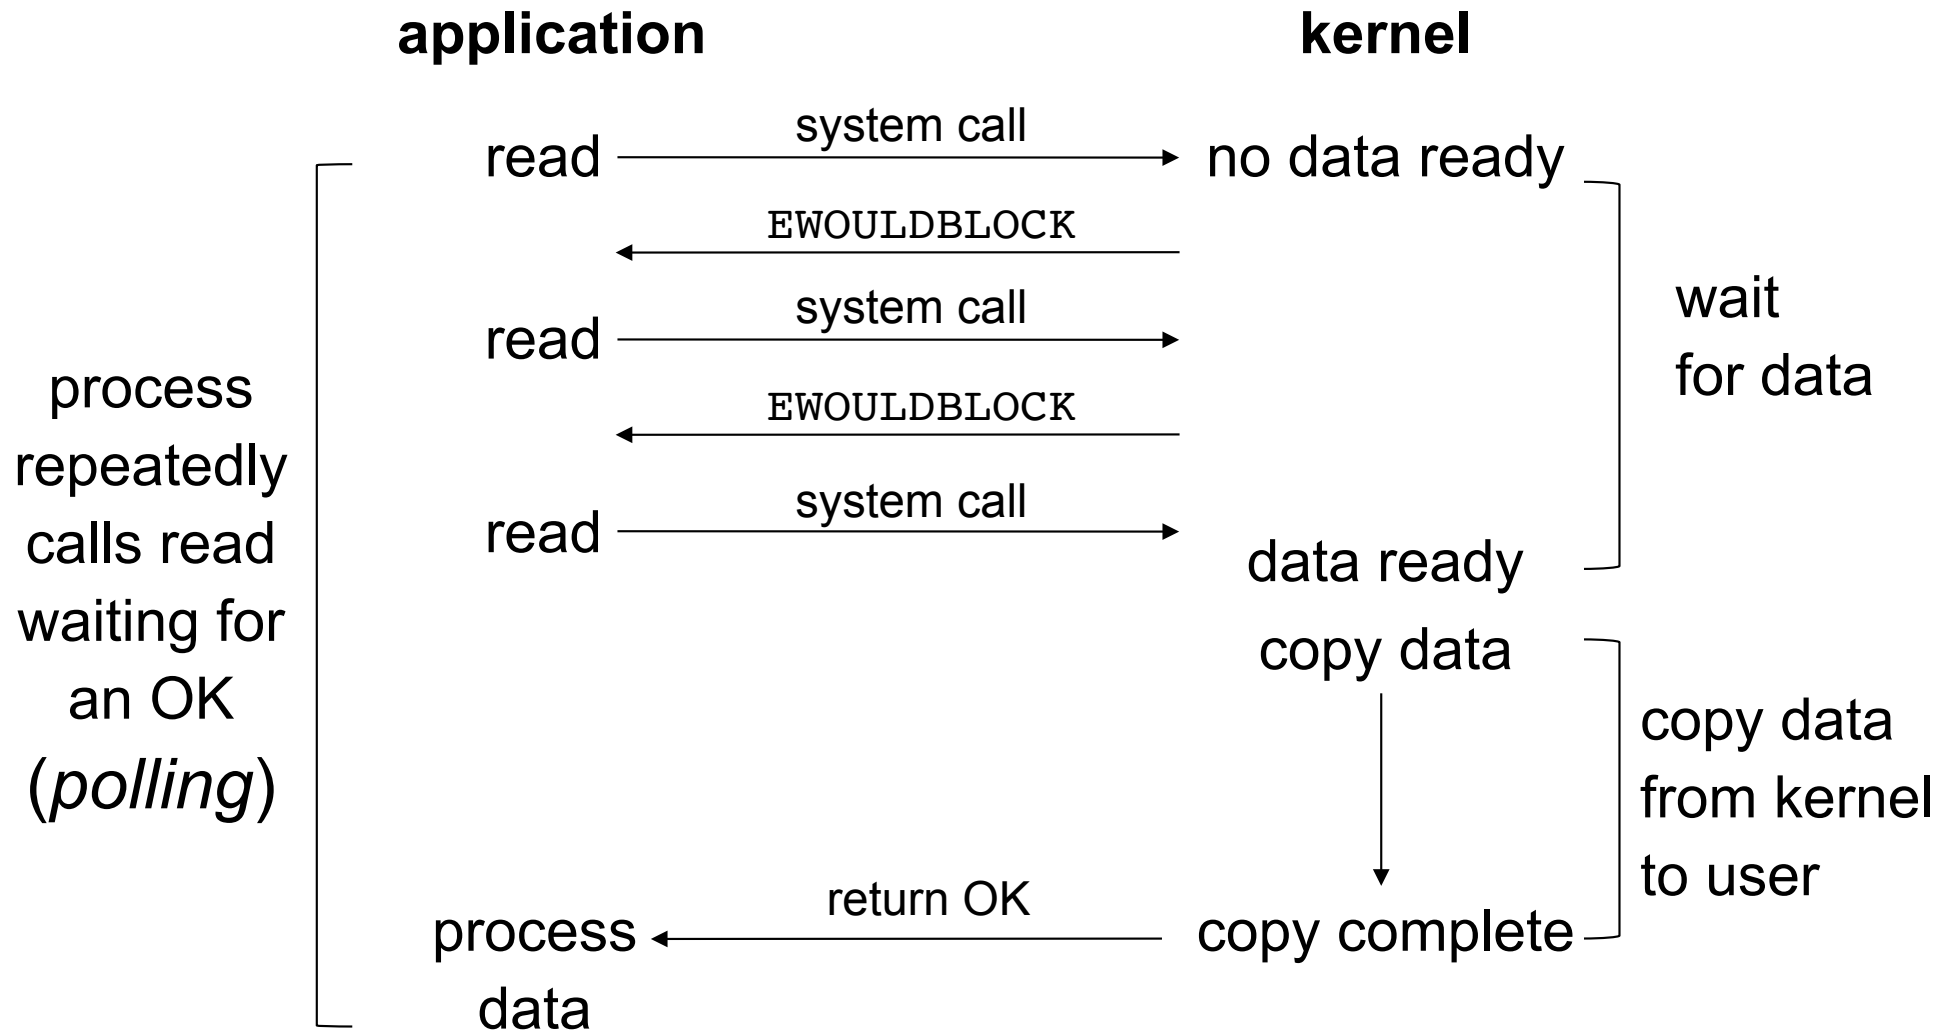 application
kernel
read
system call
no data ready
EWOULDBLOCK
read
system call
EWOULDBLOCK
read
system call
data ready
copy data
copy complete
return OK
process
data
process
repeatedly
calls read
waiting for
an OK
(polling)
wait
for data
copy data
from kernel
to user